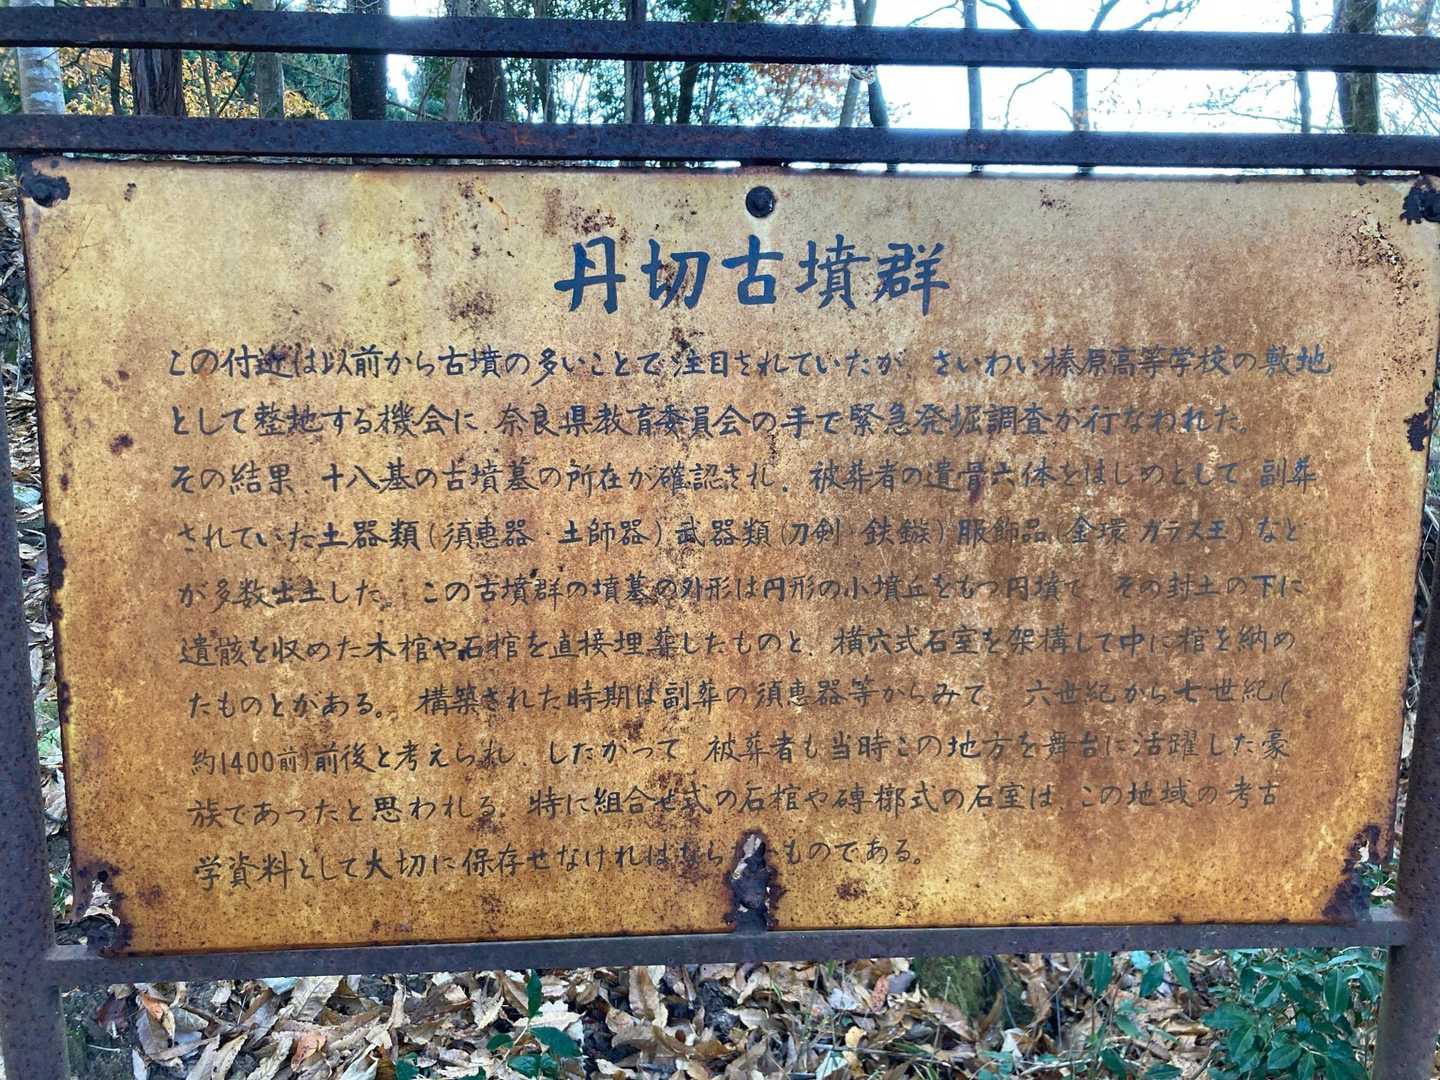 丹切古墳群
この付近は以前から古墳の多いことで注目されていたが、さいわい榛原高等学校の敷地
として整地する機会に、奈良県教育委員会の手で緊急発掘調査が行なわれた。
その結果、十八基の古墳墓の所在が確認され、被葬者の遺骨六体をはじめとして、副葬
されていた土器類(須恵器・土師器)武器類(刀剣・鉄鏃)服飾品(金環 ガラス玉)など
が多数出土した。この古墳群の墳墓の外形は円形の小墳丘をもつ円墳で、その封土の下に
遺骸を収めた木棺や石棺を直接埋葬したものと、横穴式石室を架構して中に棺を納め
たものとがある。構築された時期は副葬の須恵器等からみて、六世紀から七世紀(
約1400前)前後と考えられ、したがって、被葬者も当時この地方を舞台に活躍した豪
族であったと思われる。特に組合せ式の石棺や磚槨式の石室は、この地域の考古
学資料として大切に保存せなければなら ものである。